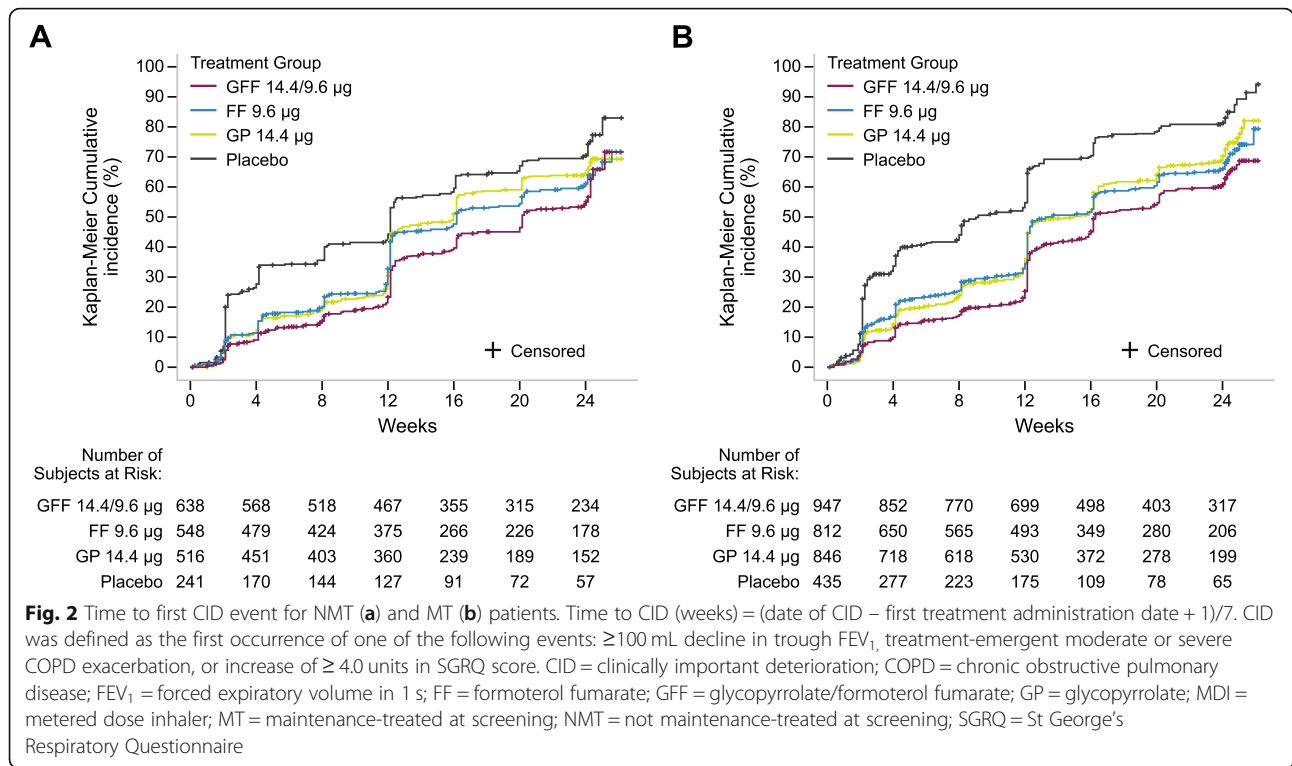 A
Treatment Group
GFF 14.4/9.6 µg
FF 9.6 µg
GP 14.4 µg
Placebo
Kaplan-Meier Cumulative
incidence (%)
100
90
80
70
60
50
40
30
20
10
0
+ Censored
0 4 8 12 16 20 24
Weeks
Number of
Subjects at Risk:
GFF 14.4/9.6 µg 638 568 518 467 355 315 234
FF 9.6 µg 548 479 424 375 266 226 178
GP 14.4 µg 516 451 403 360 239 189 152
Placebo 241 170 144 127 91 72 57
B
Treatment Group
GFF 14.4/9.6 µg
FF 9.6 µg
GP 14.4 µg
Placebo
Kaplan-Meier Cumulative
incidence (%)
100
90
80
70
60
50
40
30
20
10
0
+ Censored
0 4 8 12 16 20 24
Weeks
Number of
Subjects at Risk:
GFF 14.4/9.6 µg 947 852 770 699 498 403 317
FF 9.6 µg 812 650 565 493 349 280 206
GP 14.4 µg 846 718 618 530 372 278 199
Placebo 435 277 223 175 109 78 65
Fig. 2 Time to first CID event for NMT (a) and MT (b) patients. Time to CID (weeks) = (date of CID – first treatment administration date + 1)/7. CID
was defined as the first occurrence of one of the following events: ≥100 mL decline in trough FEV1, treatment-emergent moderate or severe
COPD exacerbation, or increase of ≥ 4.0 units in SGRQ score. CID = clinically important deterioration; COPD = chronic obstructive pulmonary
disease; FEV1 = forced expiratory volume in 1 s; FF = formoterol fumarate; GFF = glycopyrrolate/formoterol fumarate; GP = glycopyrrolate; MDI =
metered dose inhaler; MT = maintenance-treated at screening; NMT = not maintenance-treated at screening; SGRQ = St George's
Respiratory Questionnaire